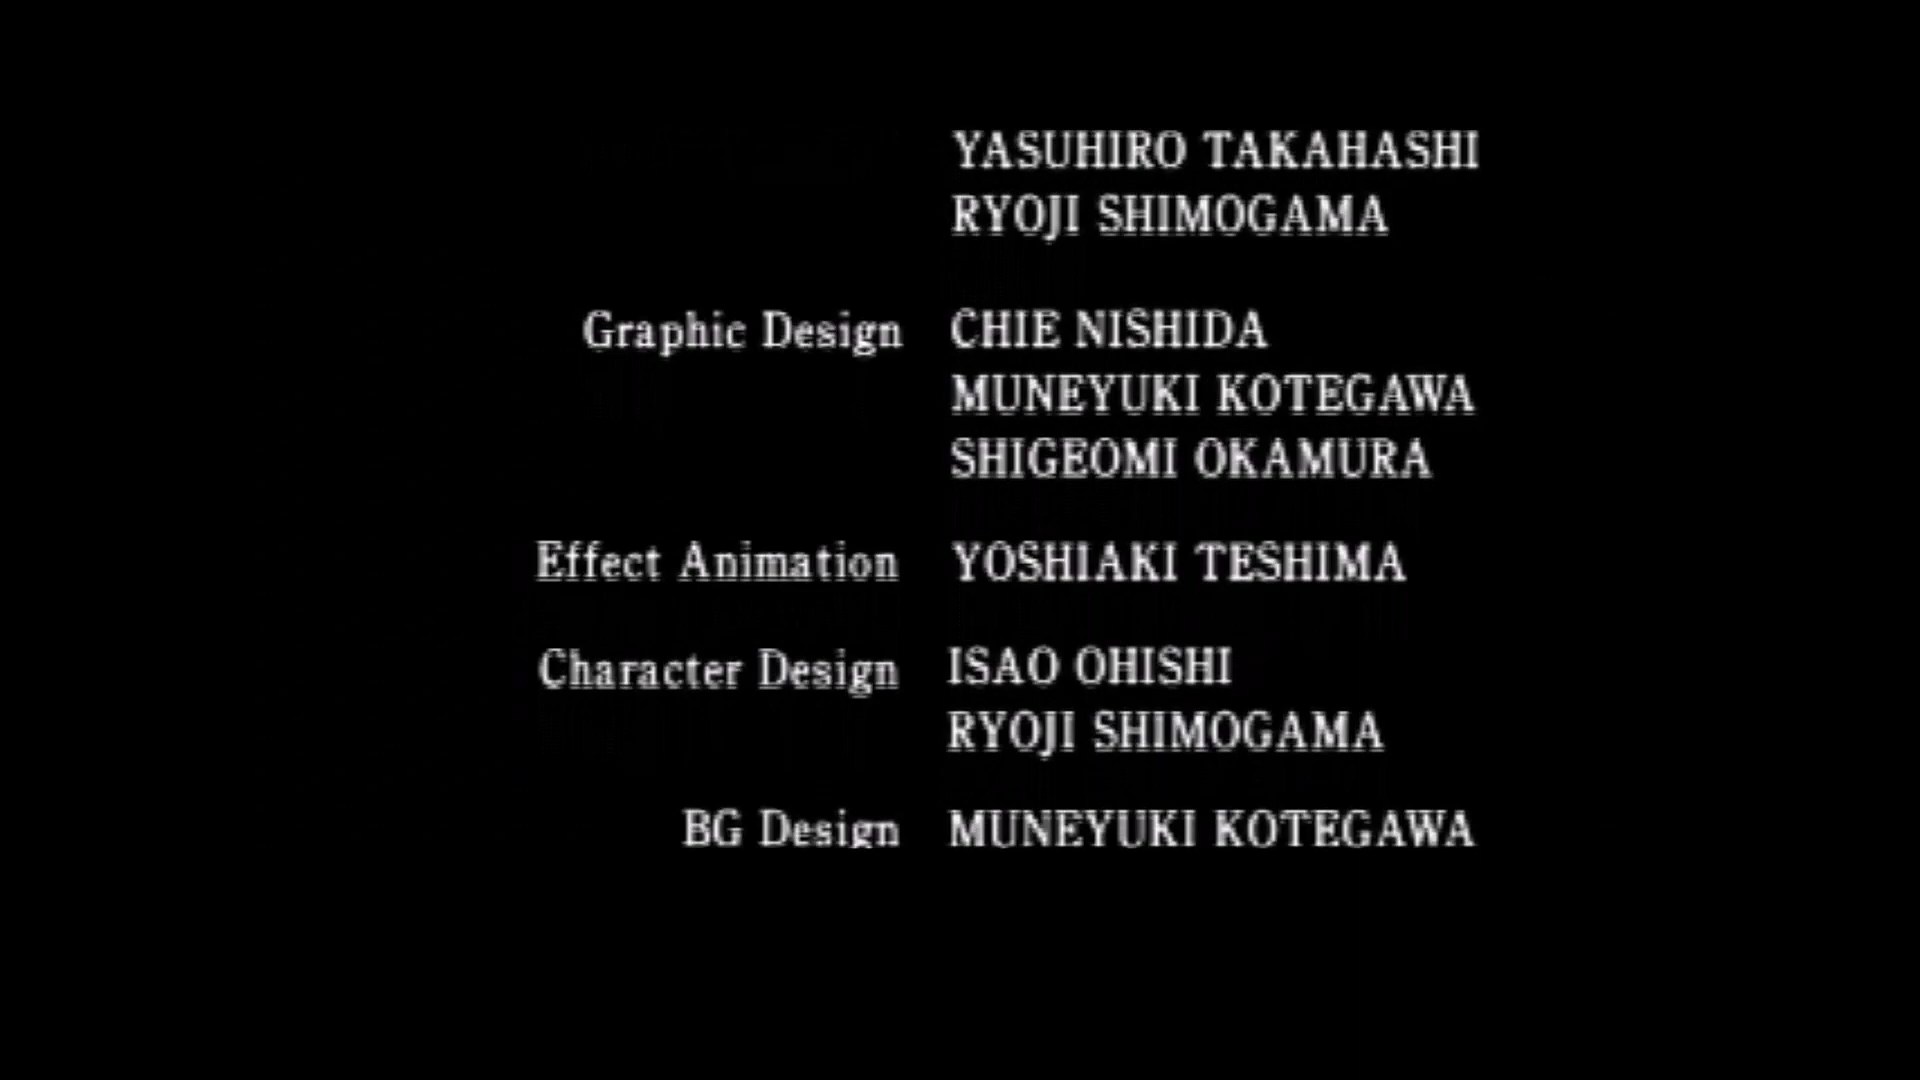 YASUHIRO TAKAHASHI
RYOJI SHIMOGAMA
Graphic Design CHIE NISHIDA
MUNEYUKI KOTEGAWA
SHIGEOMI OKAMURA
Effect Animation YOSHIAKI TESHIMA
Character Design ISAO OHISHI
RYOJI SHIMOGAMA
BG Design MUNEYUKI KOTEGAWA